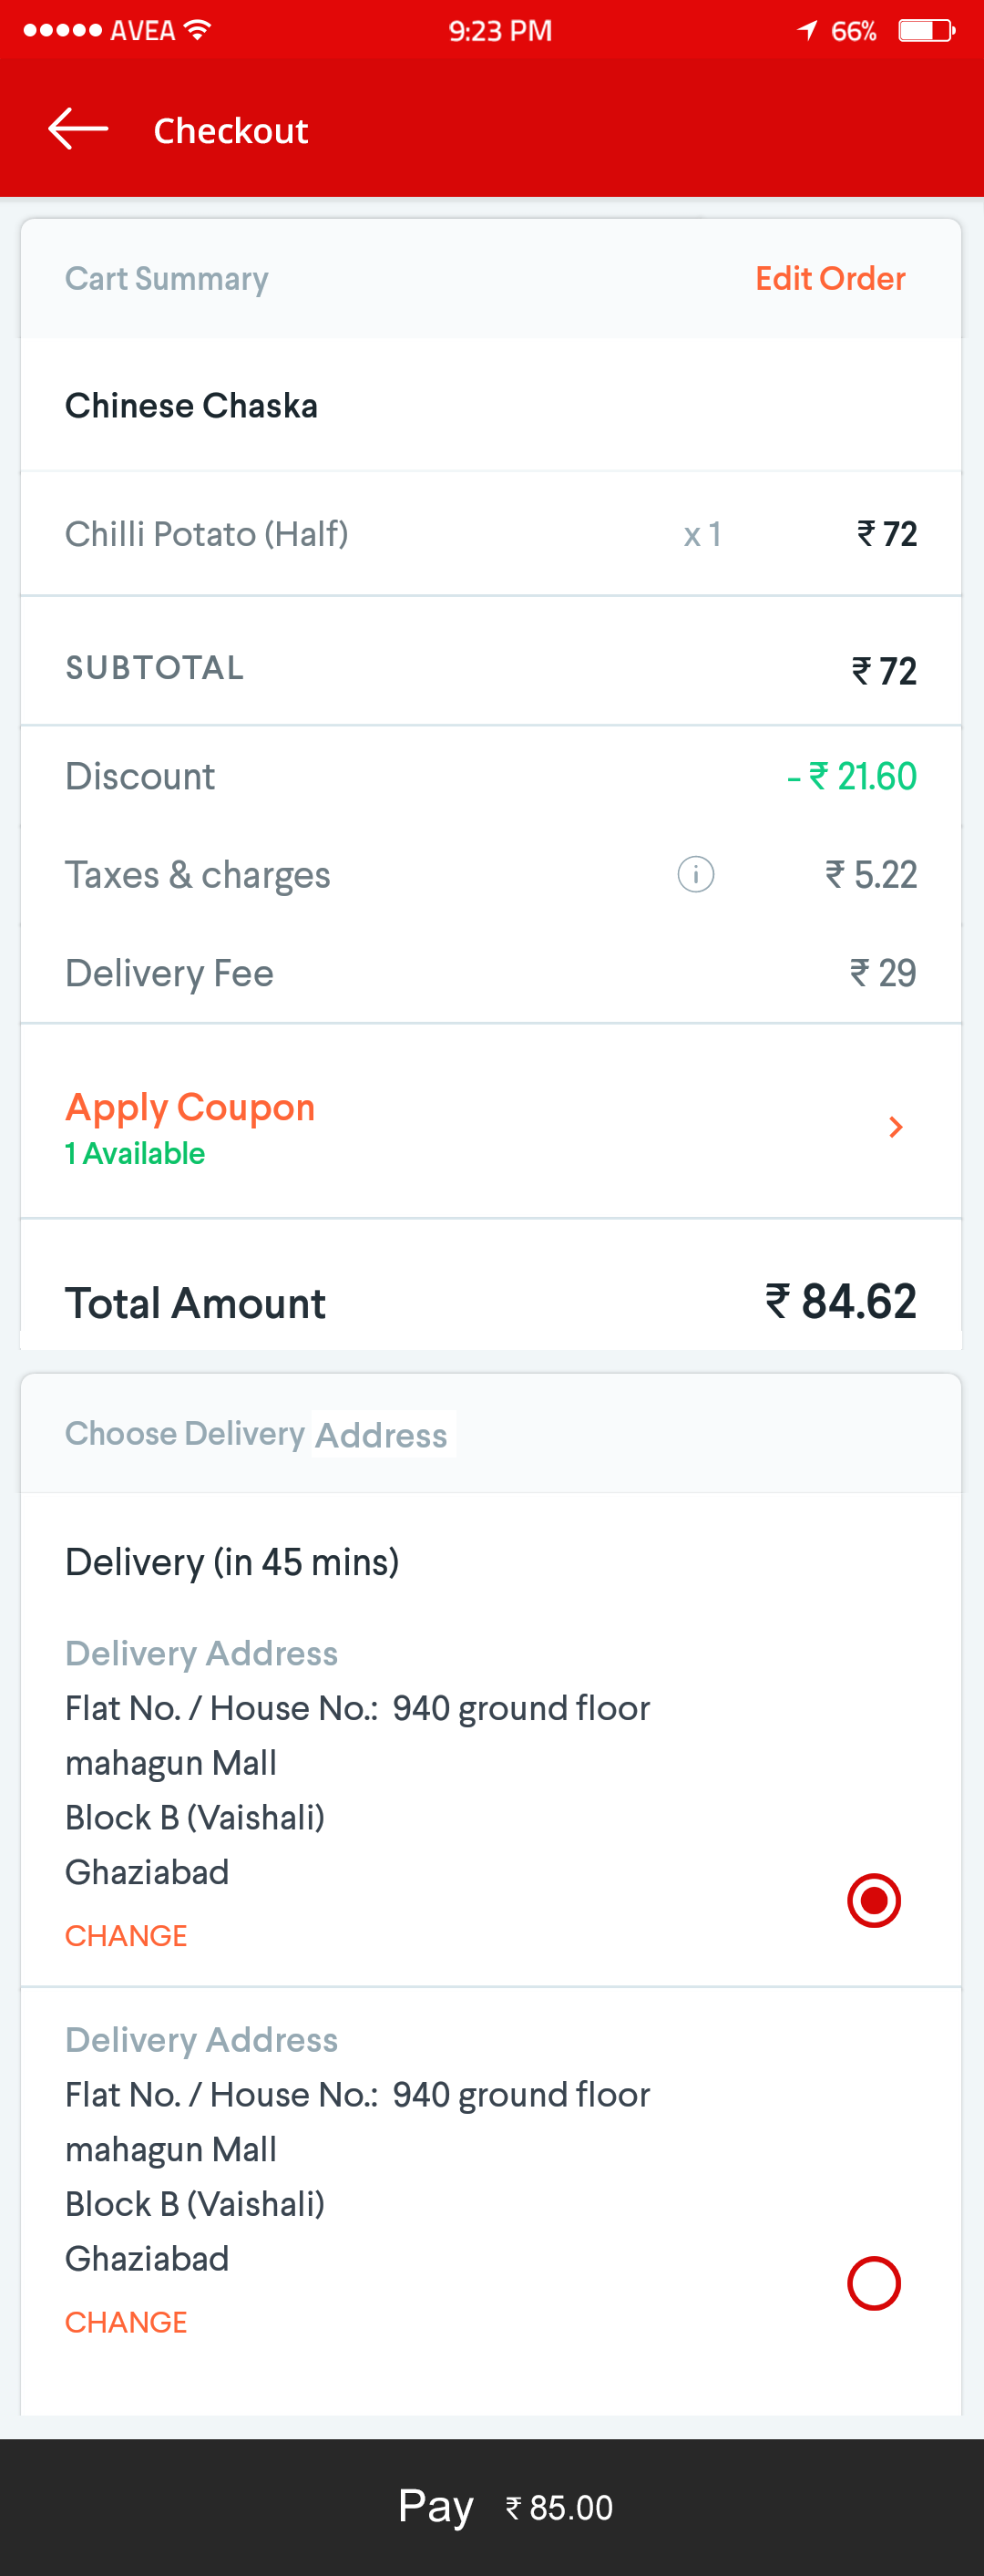 AVEA 9:23 PM 66%
Checkout
Cart Summary Edit Order
Chinese Chaska
Chilli Potato (Half) x 1 ₹ 72
SUBTOTAL ₹ 72
Discount - ₹ 21.60
Taxes & charges i ₹ 5.22
Delivery Fee ₹ 29
Apply Coupon
1 Available
Total Amount ₹ 84.62
Choose Delivery Address
Delivery (in 45 mins)
Delivery Address
Flat No. / House No.: 940 ground floor
mahagun Mall
Block B (Vaishali)
Ghaziabad
CHANGE
Delivery Address
Flat No. / House No.: 940 ground floor
mahagun Mall
Block B (Vaishali)
Ghaziabad
CHANGE
Pay ₹ 85.00